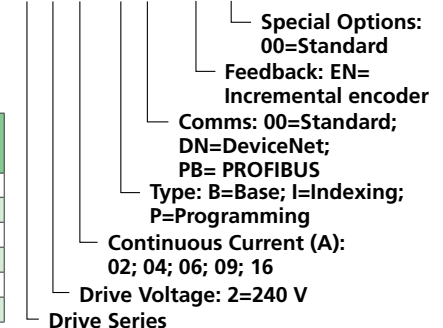 Special Options:
00=Standard
Feedback: EN=
Incremental encoder
Comms: 00=Standard;
DN=DeviceNet;
PB= PROFIBUS
Type: B=Base; I=Indexing;
P=Programming
Continuous Current (A):
02; 04; 06; 09; 16
Drive Voltage: 2=240 V
Drive Series